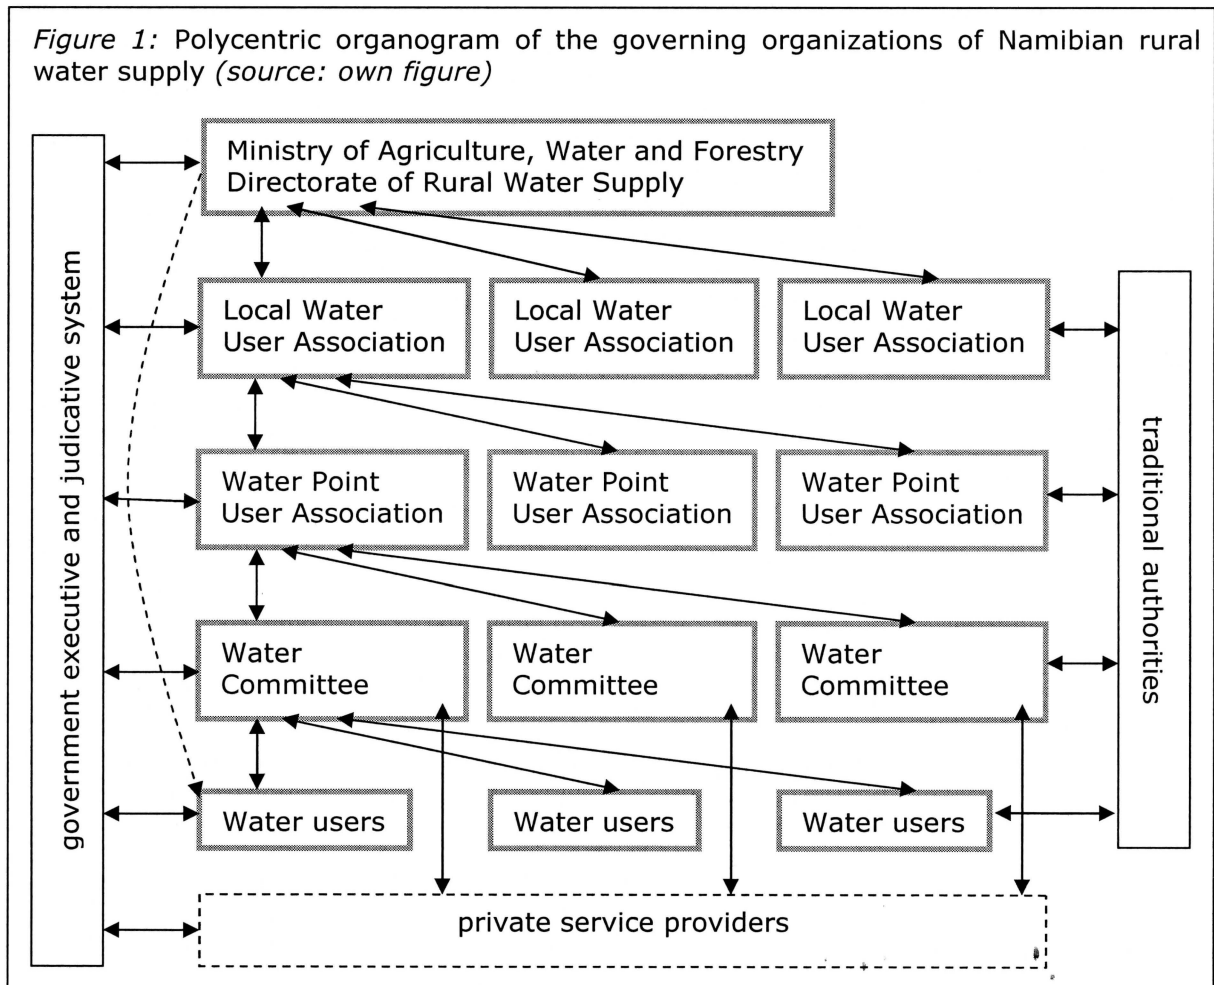 Figure 1: Polycentric organogram of the governing organizations of Namibian rural
water supply (source: own figure)
government executive and judicative system
Ministry of Agriculture, Water and Forestry
Directorate of Rural Water Supply
Local Water
User Association
Local Water
User Association
Local Water
User Association
traditional authorities
Water Point
User Association
Water Point
User Association
Water Point
User Association
Water
Committee
Water
Committee
Water
Committee
Water users
Water users
Water users
private service providers